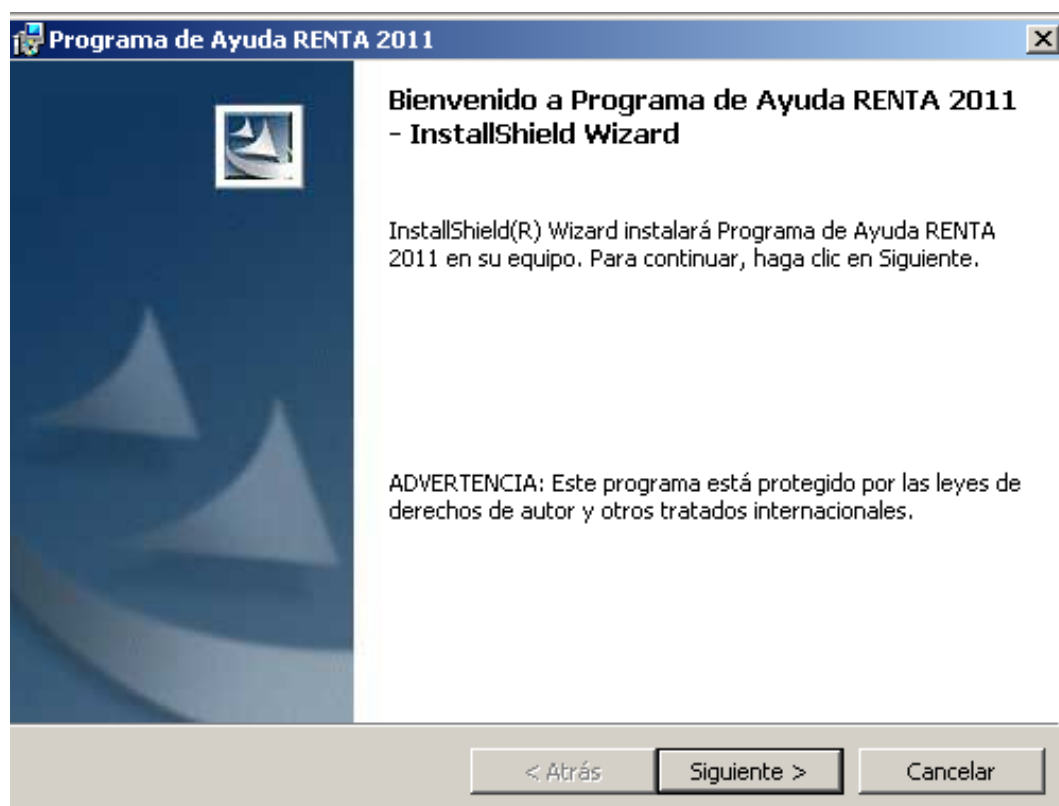 Programa de Ayuda RENTA 2011
Bienvenido a Programa de Ayuda RENTA 2011
- InstallShield Wizard
InstallShield(R) Wizard instalará Programa de Ayuda RENTA
2011 en su equipo. Para continuar, haga clic en Siguiente.
ADVERTENCIA: Este programa está protegido por las leyes de
derechos de autor y otros tratados internacionales.
< Atrás Siguiente > Cancelar